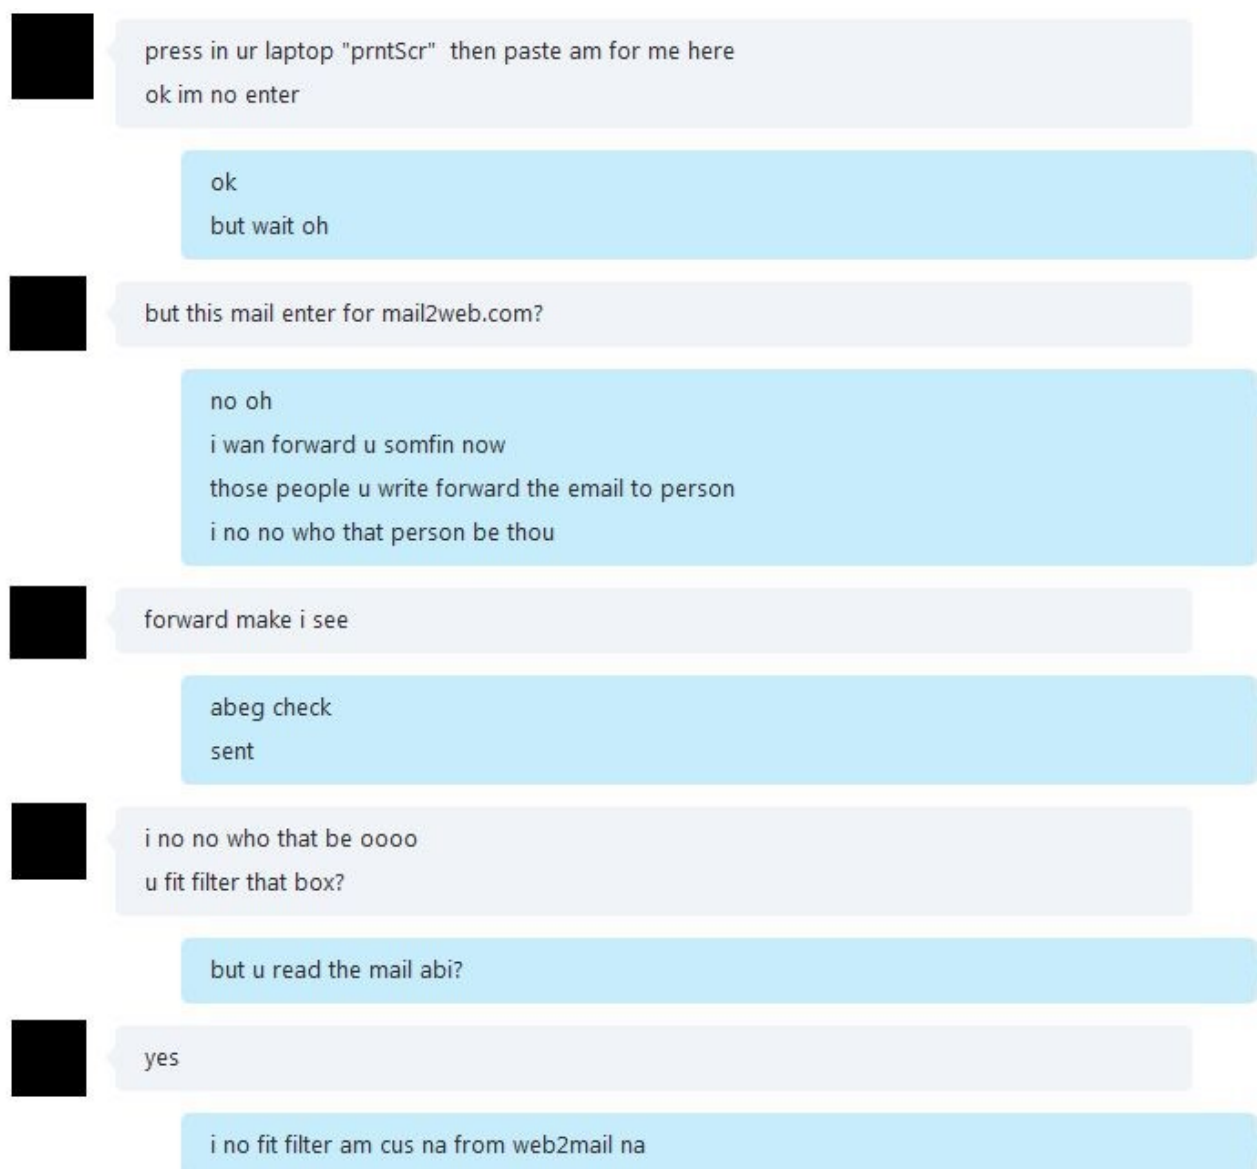 press in ur laptop "prntScr"  then paste am for me here
ok im no enter
ok
but wait oh
but this mail enter for mail2web.com?
no oh
i wan forward u somfin now
those people u write forward the email to person
i no no who that person be thou
forward make i see
abeg check
sent
i no no who that be oooo
u fit filter that box?
but u read the mail abi?
yes
i no fit filter am cus na from web2mail na